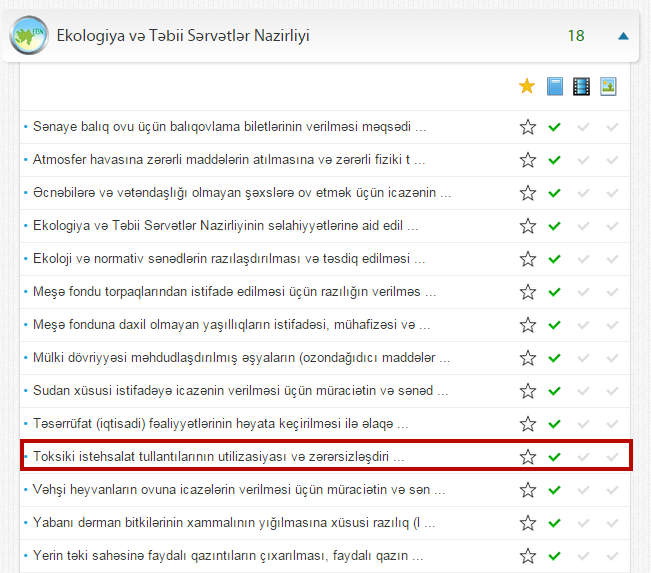 Ekologiya və Təbii Sərvətlər Nazirliyi 18
Sənaye balıq ovu üçün balıqovlama biletlərinin verilməsi məqsədi ...
Atmosfer havasına zərərli maddələrin atılmasına və zərərli fiziki t ...
Əcnəbilərə və vətəndaşlığı olmayan şəxslərə ov etmək üçün icazənin ...
Ekologiya və Təbii Sərvətlər Nazirliyinin səlahiyyətlərinə aid edil ...
Ekoloji və normativ sənədlərin razılaşdırılması və təsdiq edilməsi ...
Meşə fondu torpaqlarından istifadə edilməsi üçün razılığın verilməs ...
Meşə fonduna daxil olmayan yaşıllıqların istifadəsi, mühafizəsi və ...
Mülki dövriyyəsi məhdudlaşdırılmış əşyaların (ozondağıdıcı maddələr ...
Sudan xüsusi istifadəyə icazənin verilməsi üçün müraciətin və sənəd ...
Təsərrüfat (iqtisadi) fəaliyyətlərinin həyata keçirilməsi ilə əlaqə ...
Toksiki istehsalat tullantılarının utilizasiyası və zərərsizləşdiri ...
Vəhşi heyvanların ovuna icazələrin verilməsi üçün müraciətin və sən ...
Yabanı dərman bitkilərinin xammalının yığılmasına xüsusi razılıq (l ...
Yerin təki sahəsinə faydalı qazıntıların çıxarılması, faydalı qazın ...